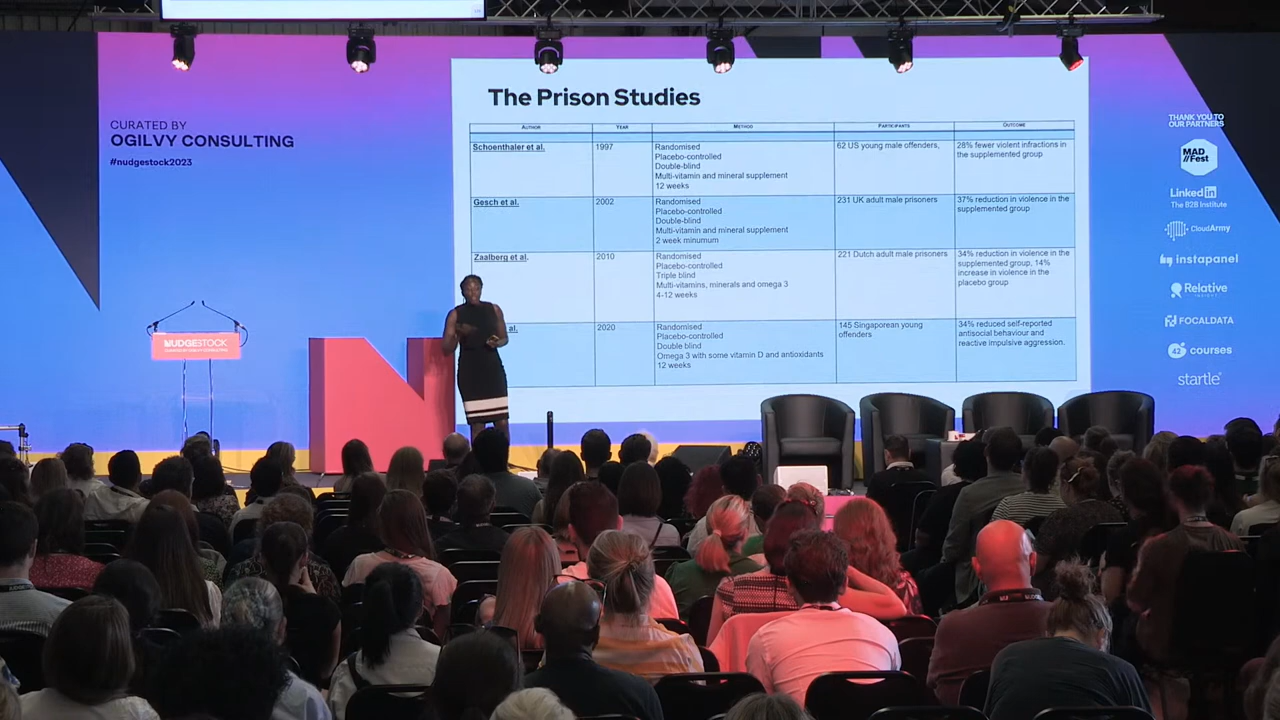 CURATED BY
OGILVY CONSULTING
#nudgestock2023
NUDGESTOCK
CURATED BY OGILVY CONSULTING
The Prison Studies
AUTHOR YEAR METHOD PARTICIPANTS OUTCOME
Schoenthaler et al. 1997 Randomised 62 US young male offenders, 28% fewer violent infractions in
Placebo-controlled the supplemented group
Double-blind
Multi-vitamin and mineral supplement
12 weeks
Gesch et al. 2002 Randomised 231 UK adult male prisoners 37% reduction in violence in the
Placebo-controlled supplemented group
Double-blind
Multi-vitamin and mineral supplement
2 week minumum
Zaalberg et al. 2010 Randomised 221 Dutch adult male prisoners 34% reduction in violence in the
Placebo-controlled supplemented group, 14%
Triple blind increase in violence in the
Multi-vitamins, minerals and omega 3 placebo group
4-12 weeks
al. 2020 Randomised 145 Singaporean young 34% reduced self-reported
Placebo-controlled offenders antisocial behaviour and
Double blind reactive impulsive aggression.
Omega 3 with some vitamin D and antioxidants
12 weeks
THANK YOU TO
OUR PARTNERS
MAD
//Fest
LinkedIn
The B2B Institute
CloudArmy
instapanel
Relative
INSIGHT
FOCALDATA
42 courses
startle